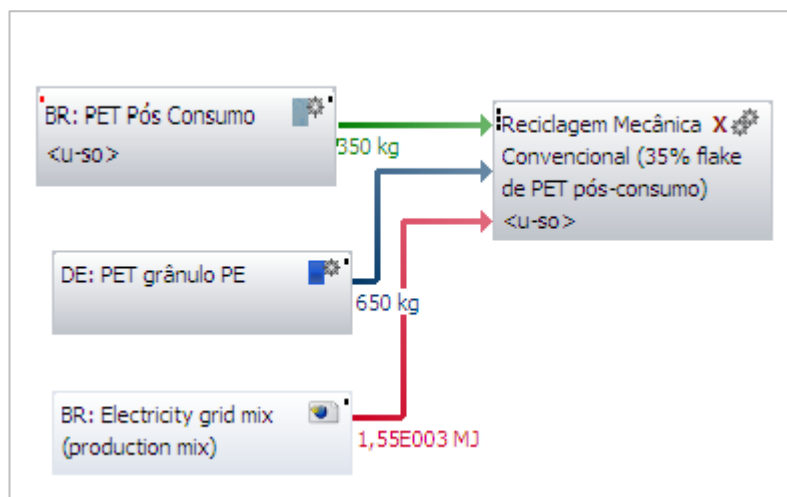 BR: PET Pós Consumo
<u-so>
350 kg
Reciclagem Mecânica X
Convencional (35% flake
de PET pós-consumo)
<u-so>
DE: PET grânulo PE
650 kg
BR: Electricity grid mix
(production mix)
1,55E003 MJ